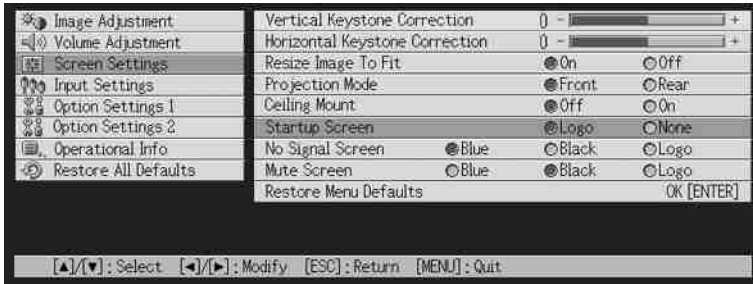 Image Adjustment
Volume Adjustment
Screen Settings
Input Settings
Option Settings 1
Option Settings 2
Operational Info
Restore All Defaults
Vertical Keystone Correction 0 - +
Horizontal Keystone Correction 0 - +
Resize Image To Fit On Off
Projection Mode Front Rear
Ceiling Mount Off On
Startup Screen Logo None
No Signal Screen Blue Black Logo
Mute Screen Blue Black Logo
Restore Menu Defaults OK [ENTER]
[▲]/[▼]: Select [◄]/[►]: Modify [ESC]: Return [MENU]: Quit